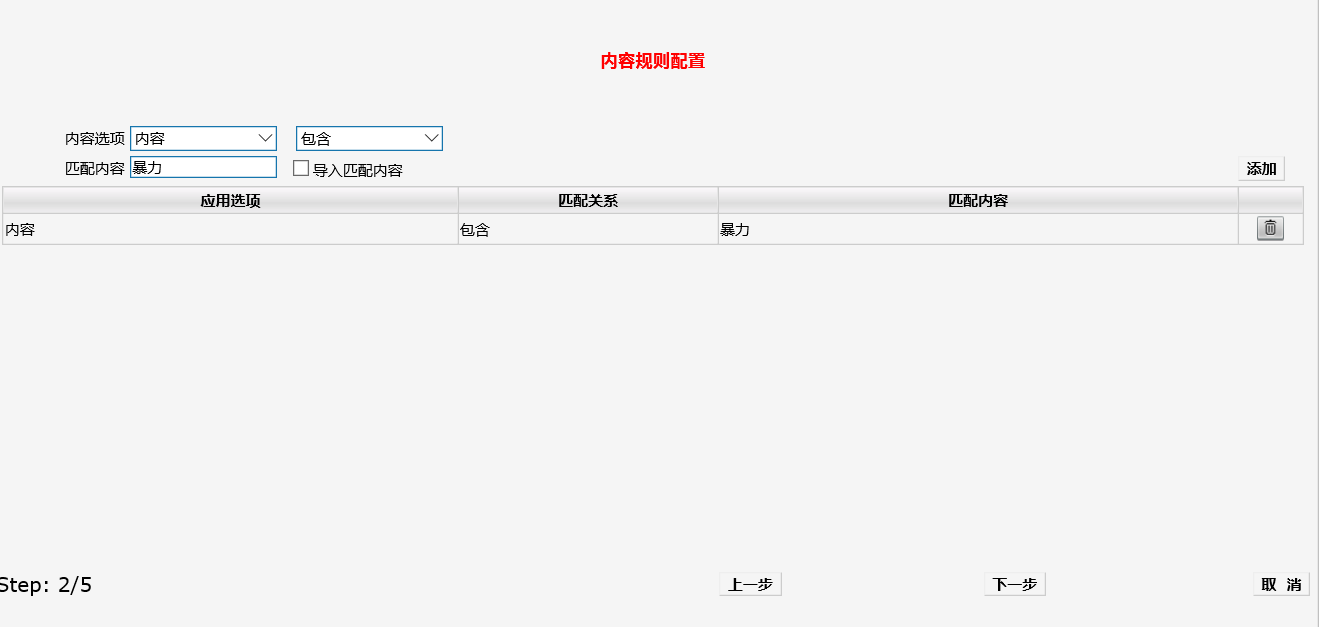 内容规则配置
内容选项 内容 包含
匹配内容 暴力 导入匹配内容 添加
应用选项 匹配关系 匹配内容
内容 包含 暴力
Step: 2/5 上一步 下一步 取 消